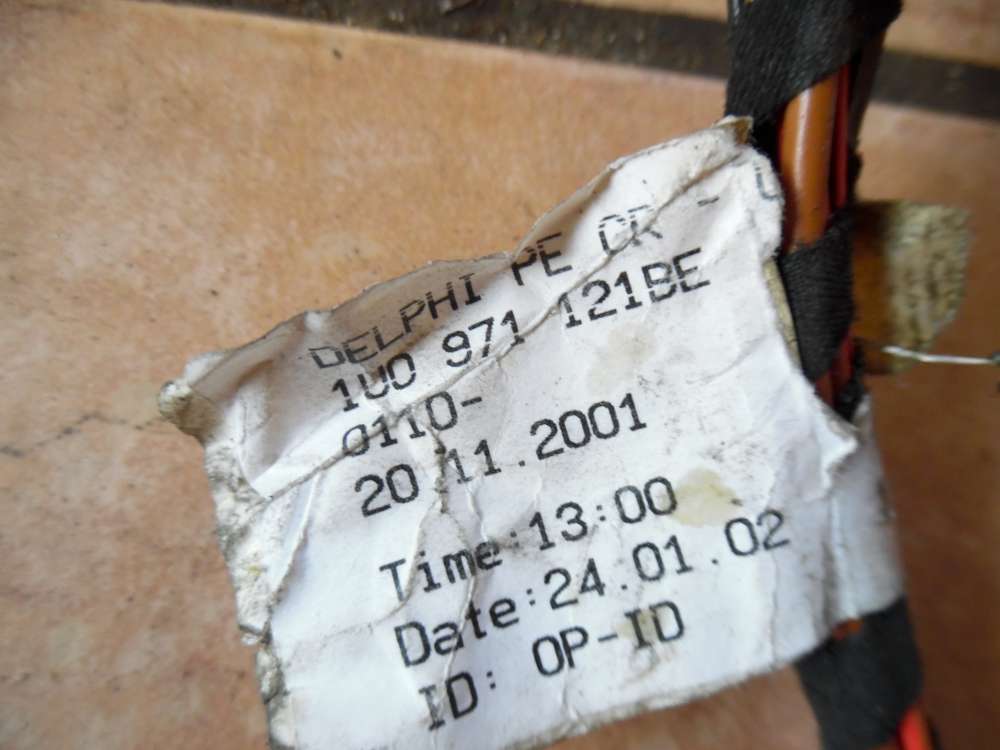 DELPHI PE CR - U
1U0 971 121BE
0110-
20.11.2001
Time:13:00
Date:24.01.02
ID: OP-ID